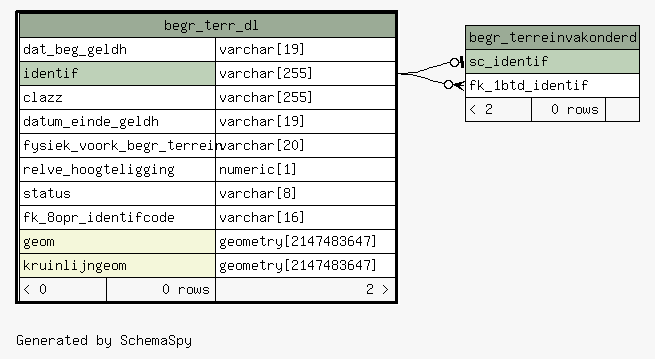 begr_terr_dl
dat_beg_geldh varchar[19]
identif varchar[255]
clazz varchar[255]
datum_einde_geldh varchar[19]
fysiek_voork_begr_terrein varchar[20]
relve_hoogteligging numeric[1]
status varchar[8]
fk_8opr_identifcode varchar[16]
geom geometry[2147483647]
kruinlijngeom geometry[2147483647]
< 0 0 rows 2 >
begr_terreinvakonderd
sc_identif
fk_1btd_identif
< 2 0 rows
Generated by SchemaSpy